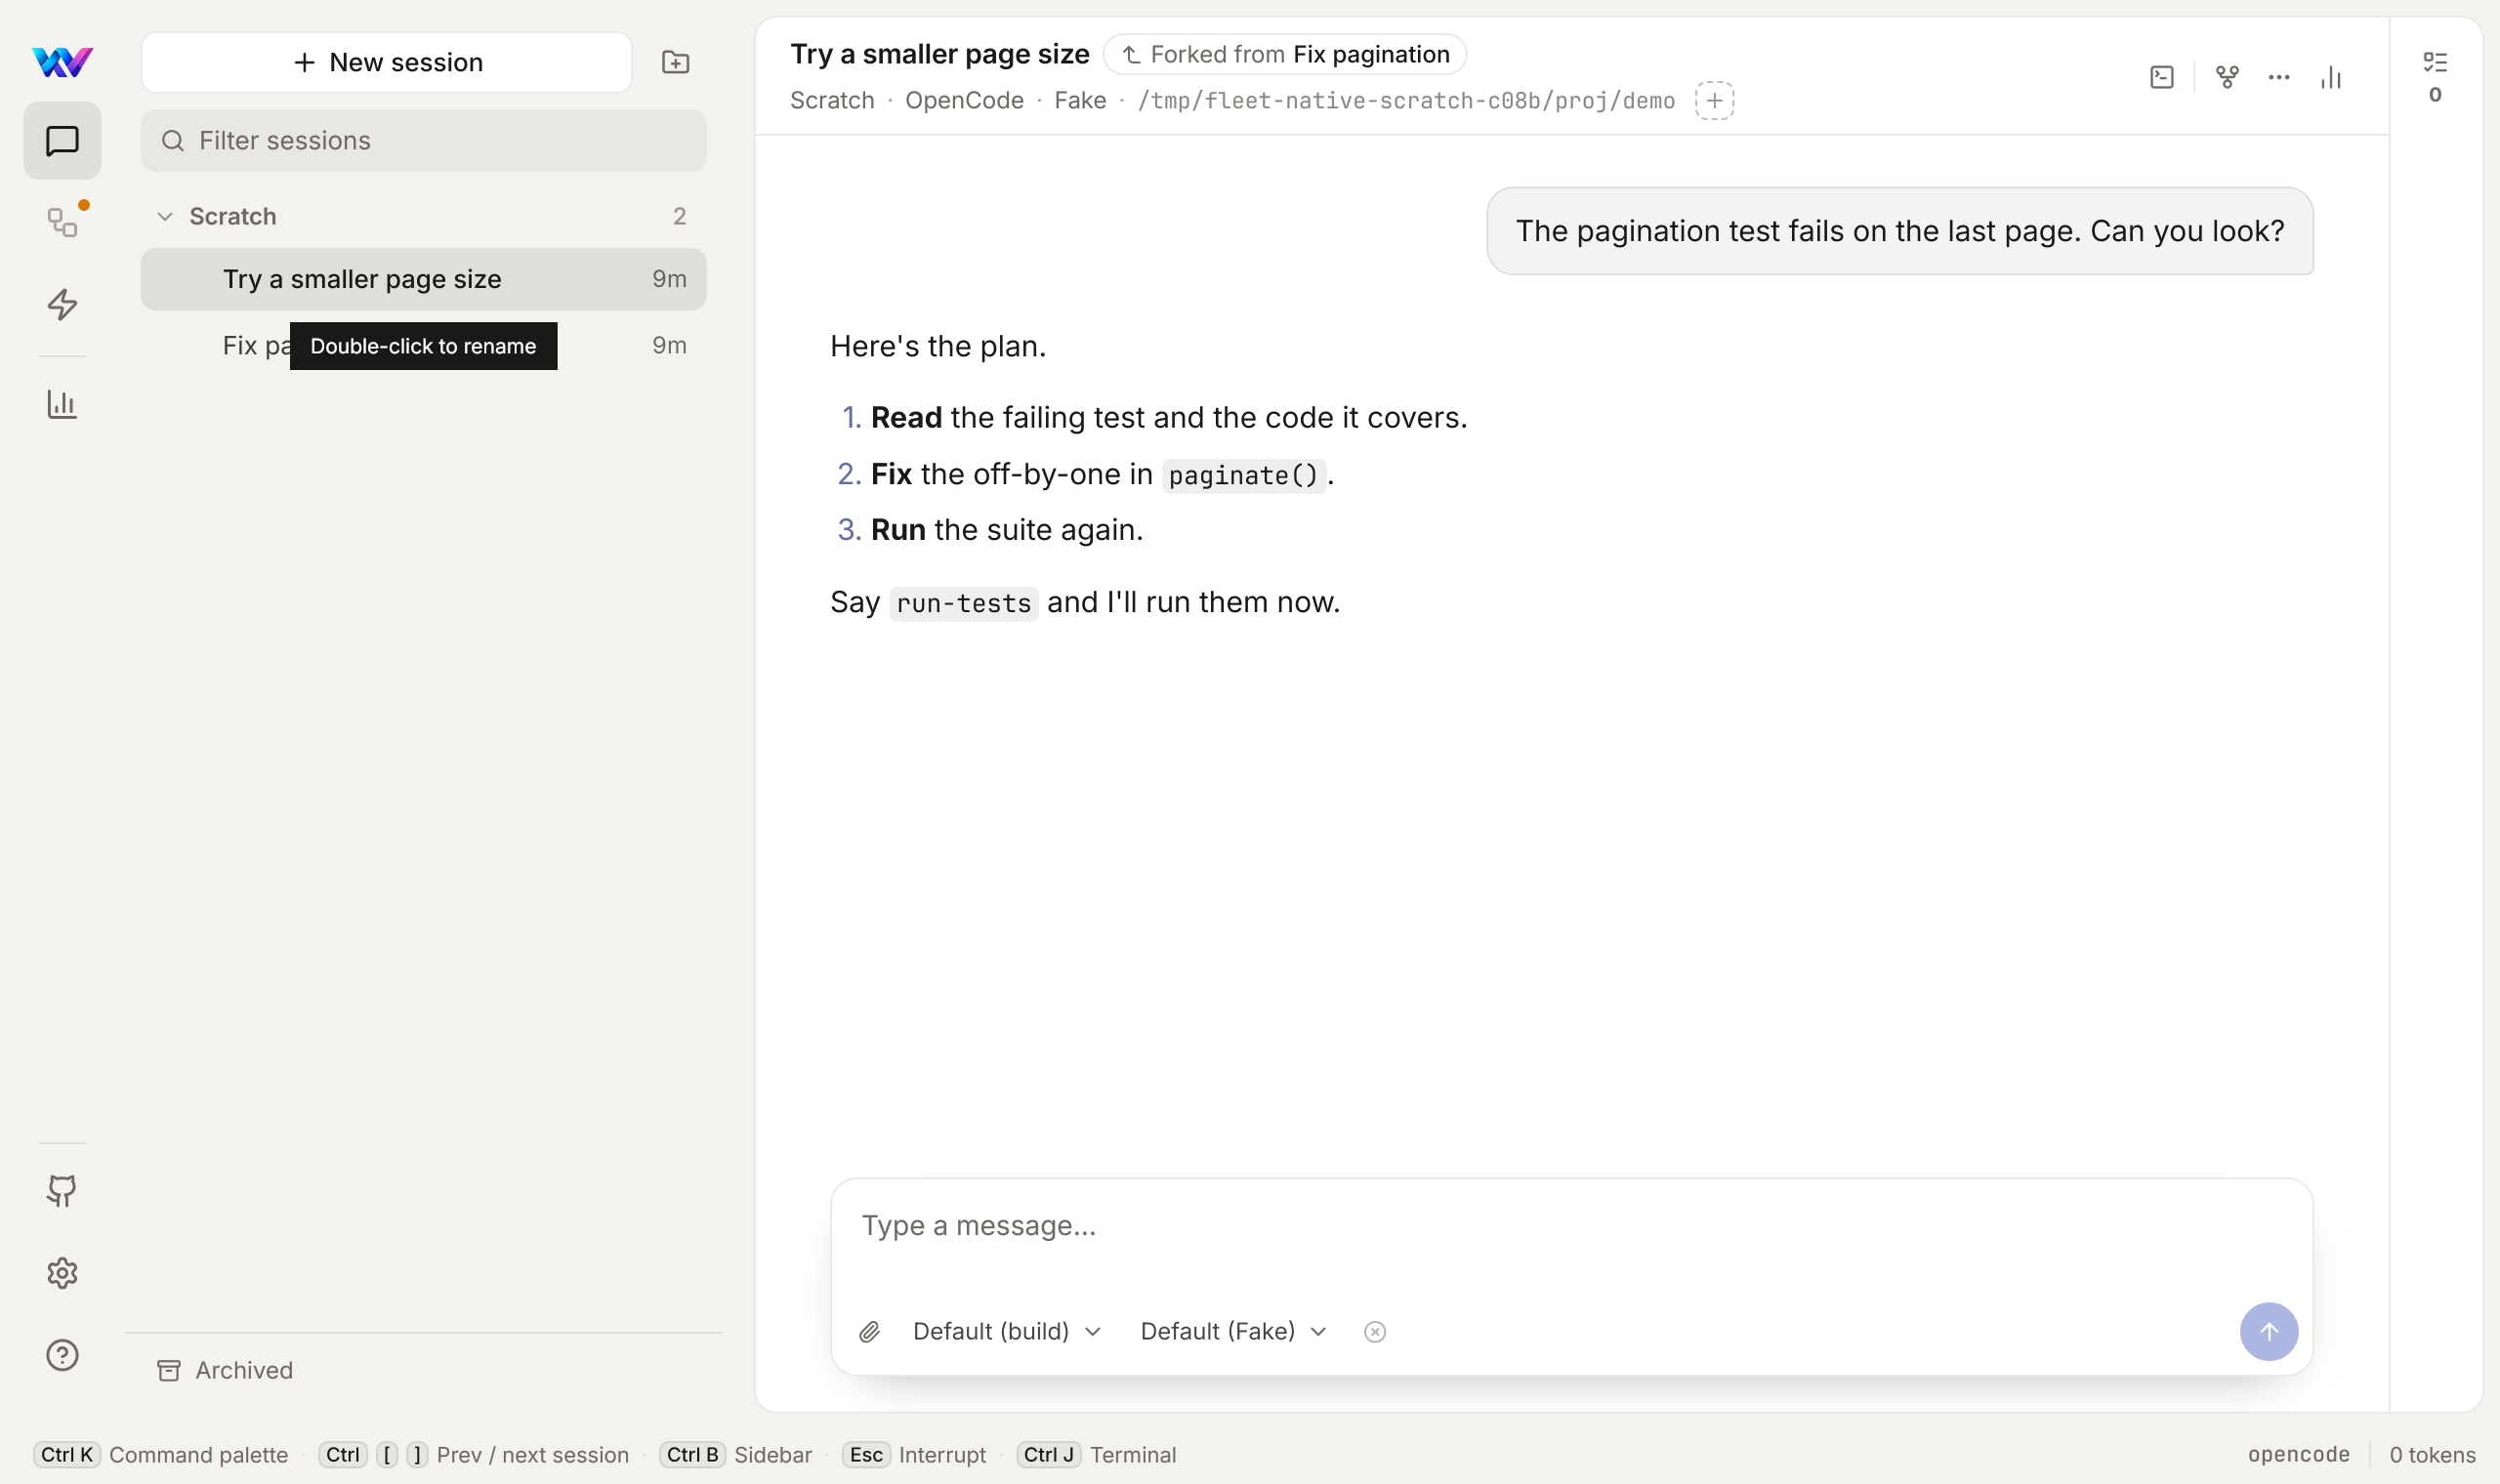 New session
Filter sessions
Scratch 2
Try a smaller page size 9m
Fix pa 9m
Double-click to rename
Archived
Try a smaller page size Forked from Fix pagination
Scratch · OpenCode · Fake · /tmp/fleet-native-scratch-c08b/proj/demo
0
The pagination test fails on the last page. Can you look?
Here's the plan.
1. Read the failing test and the code it covers.
2. Fix the off-by-one in paginate().
3. Run the suite again.
Say run-tests and I'll run them now.
Type a message...
Default (build) Default (Fake)
Ctrl K Command palette · Ctrl [ ] Prev / next session · Ctrl B Sidebar · Esc Interrupt · Ctrl J Terminal
opencode 0 tokens